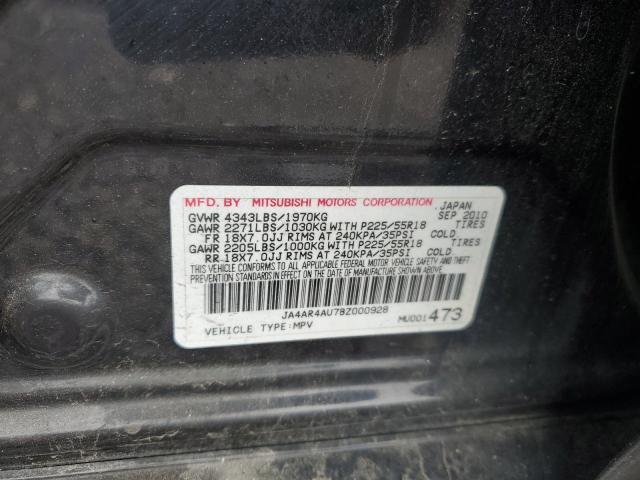 MFD. BY MITSUBISHI MOTORS CORPORATION, JAPAN
GVWR 4343LBS/1970KG SEP 2010
GAWR 2271LBS/1030KG WITH P225/55R18 TIRES
FR 18X7.0JJ RIMS AT 240KPA/35PSI COLD.
GAWR 2205LBS/1000KG WITH P225/55R18 TIRES
RR 18X7.0JJ RIMS AT 240KPA/35PSI COLD.
THIS VEHICLE CONFORMS TO ALL APPLICABLE FEDERAL MOTOR VEHICLE SAFETY, BUMPER AND THEFT
PREVENTION STANDARDS IN EFFECT ON THE DATE OF MANUFACTURE SHOWN ABOVE.
JA4AR4AU7BZ000928
VEHICLE TYPE:MPV MU001473